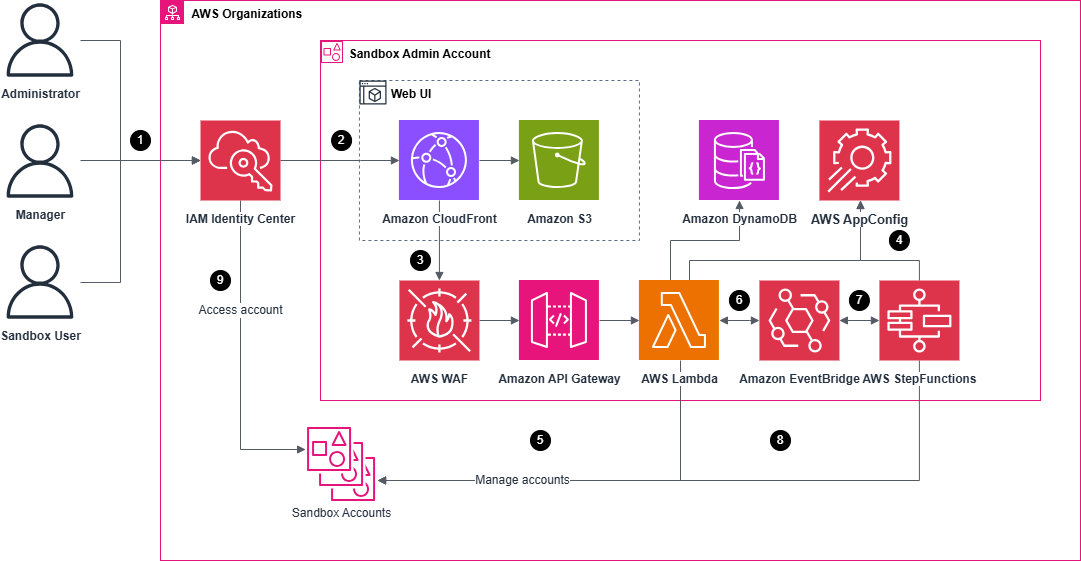 AWS Organizations
Sandbox Admin Account
Web UI
Administrator
1
2
Manager
IAM Identity Center
Amazon CloudFront
Amazon S3
Amazon DynamoDB
AWS AppConfig
3
4
9
Access account
6
7
Sandbox User
AWS WAF
Amazon API Gateway
AWS Lambda
Amazon EventBridge
AWS StepFunctions
5
8
Manage accounts
Sandbox Accounts